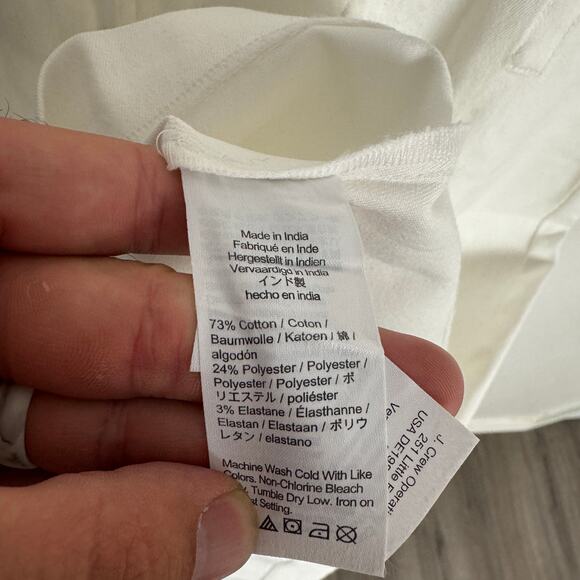 Made in India
Fabriqué en Inde
Hergestellt in Indien
Vervaardigd in India
インド製
hecho en india
73% Cotton / Coton /
Baumwolle / Katoen / 綿 /
algodón
24% Polyester / Polyester /
Polyester / Polyester / ポ
リエステル / poliéster
3% Elastane / Élasthanne /
Elastan / Elastaan / ポリウ
レタン / elastano
Machine Wash Cold With Like
Colors. Non-Chlorine Bleach
Tumble Dry Low. Iron on
Setting.
J. Crew
251 Little
USA